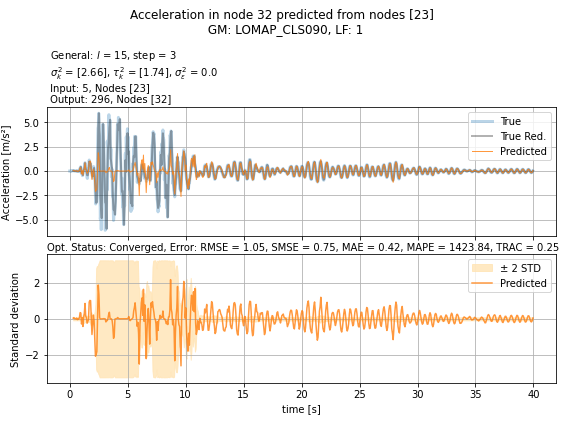 Acceleration in node 32 predicted from nodes [23]
GM: LOMAP_CLS090, LF: 1
General: l = 15, step = 3
σ²ₖ = [2.66], τ²ₖ = [1.74], σ²ε = 0.0
Input: 5, Nodes [23]
Output: 296, Nodes [32]
Acceleration [m/s²]
5.0
2.5
0.0
−2.5
−5.0
True
True Red.
Predicted
Opt. Status: Converged, Error: RMSE = 1.05, SMSE = 0.75, MAE = 0.42, MAPE = 1423.84, TRAC = 0.25
Standard deviation
2
0
−2
± 2 STD
Predicted
0 5 10 15 20 25 30 35 40
time [s]